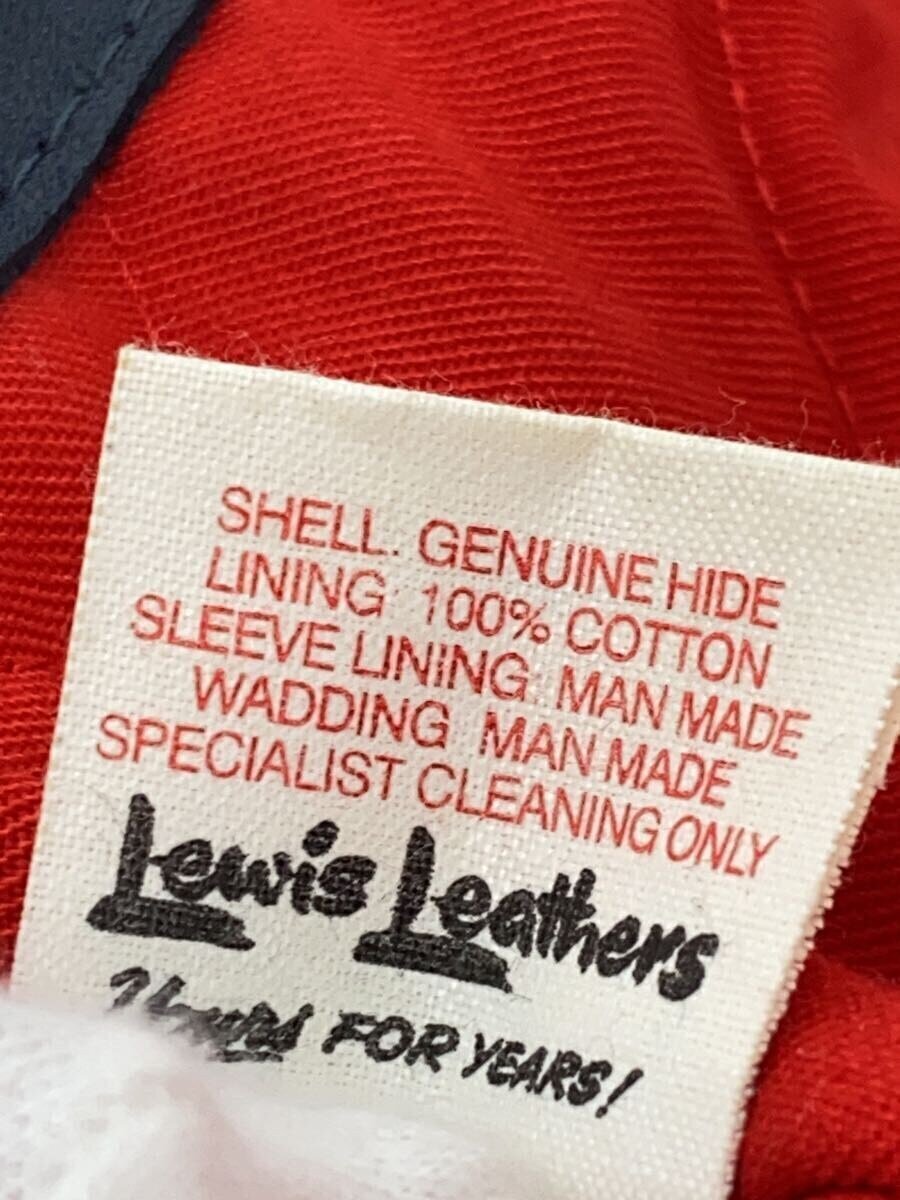 SHELL. GENUINE HIDE
LINING: 100% COTTON
SLEEVE LINING: MAN MADE
WADDING MAN MADE
SPECIALIST CLEANING ONLY
Lewis Leathers
FOR YEARS!